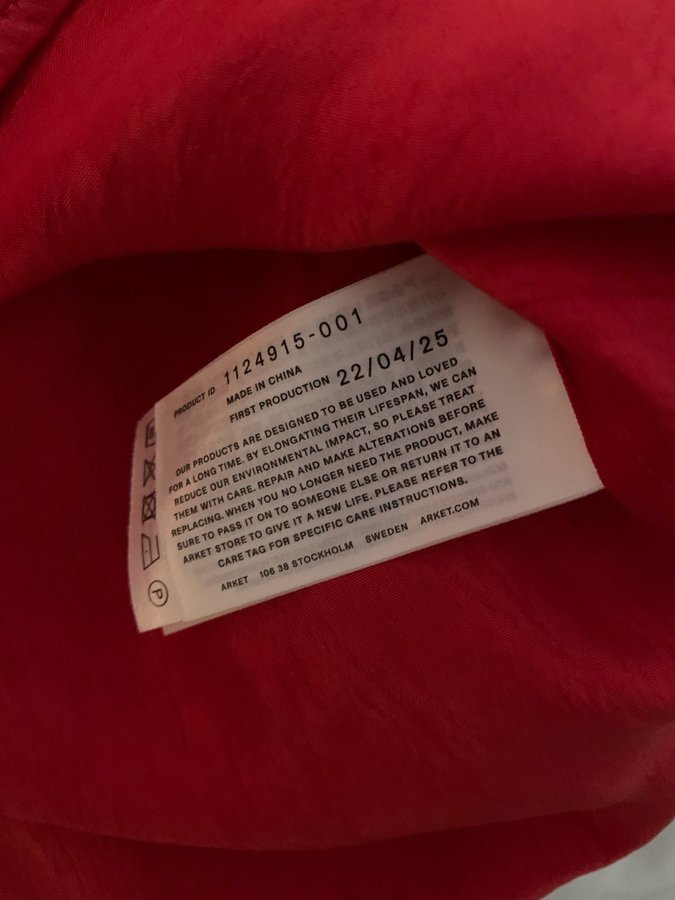 PRODUCT ID 1124915-001
MADE IN CHINA
FIRST PRODUCTION 22/04/25
OUR PRODUCTS ARE DESIGNED TO BE USED AND LOVED
FOR A LONG TIME. BY ELONGATING THEIR LIFESPAN, WE CAN
REDUCE OUR ENVIRONMENTAL IMPACT, SO PLEASE TREAT
THEM WITH CARE. REPAIR AND MAKE ALTERATIONS BEFORE
REPLACING. WHEN YOU NO LONGER NEED THE PRODUCT, MAKE
SURE TO PASS IT ON TO SOMEONE ELSE OR RETURN IT TO AN
ARKET STORE TO GIVE IT A NEW LIFE. PLEASE REFER TO THE
CARE TAG FOR SPECIFIC CARE INSTRUCTIONS.
ARKET 106 38 STOCKHOLM SWEDEN ARKET.COM
P